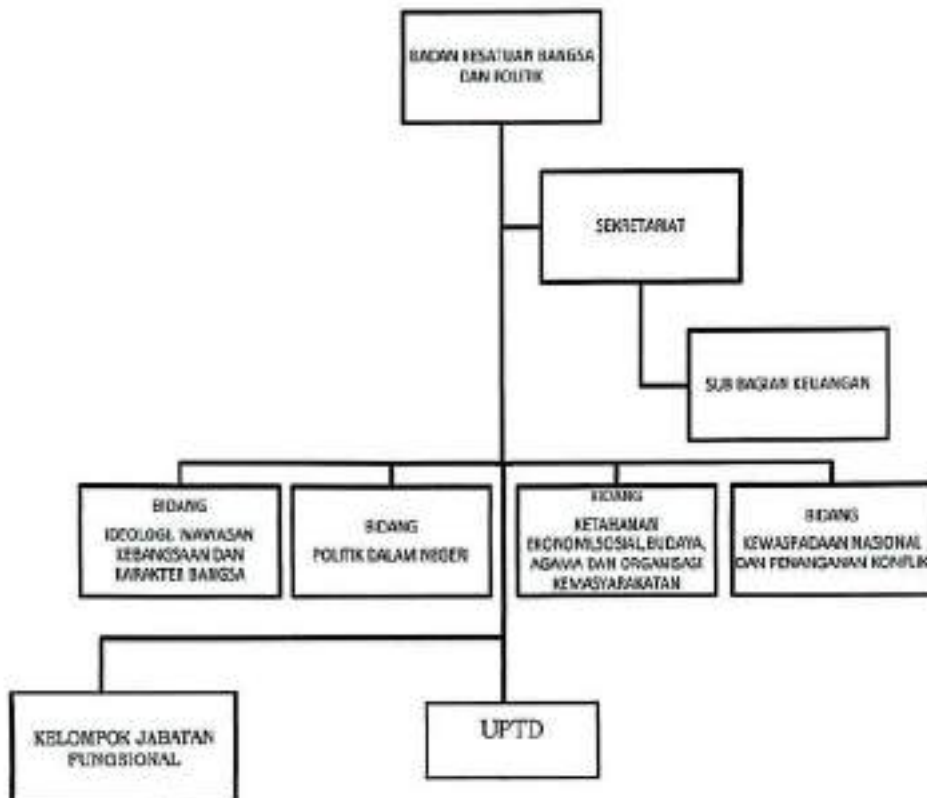 BADAN KESATUAN BANGSA
DAN POLITIK
SEKRETARIAT
SUB BAGIAN KEUANGAN
BIDANG
IDEOLOGI, WAWASAN
KEBANGSAAN DAN
KARAKTER BANGSA
BIDANG
POLITIK DALAM NEGERI
BIDANG
KETAHANAN
EKONOMI,SOSIAL,BUDAYA,
AGAMA DAN ORGANISASI
KEMASYARAKATAN
BIDANG
KEWASPADAAN NASIONAL
DAN PENANGANAN KONFLIK
KELOMPOK JABATAN
FUNGSIONAL
UPTD